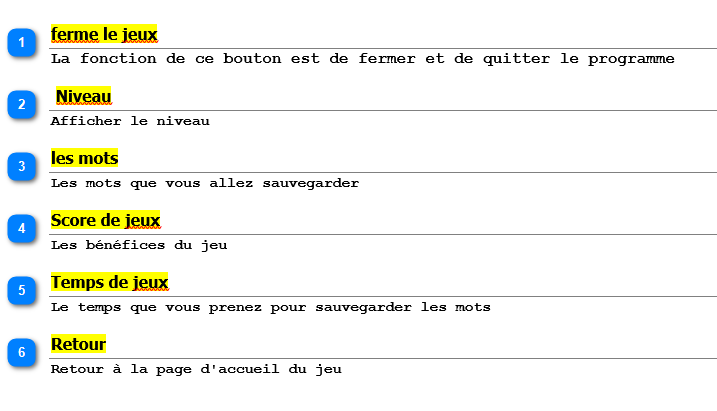 1 ferme le jeux
La fonction de ce bouton est de fermer et de quitter le programme
2 Niveau
Afficher le niveau
3 les mots
Les mots que vous allez sauvegarder
4 Score de jeux
Les bénéfices du jeu
5 Temps de jeux
Le temps que vous prenez pour sauvegarder les mots
6 Retour
Retour à la page d'accueil du jeu